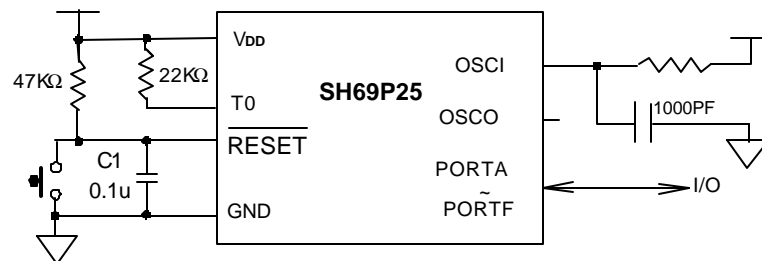 VDD
47KΩ
22KΩ
T0
RESET
C1
0.1u
GND
SH69P25
OSCI
OSCO
PORTA
~
PORTF
1000PF
I/O